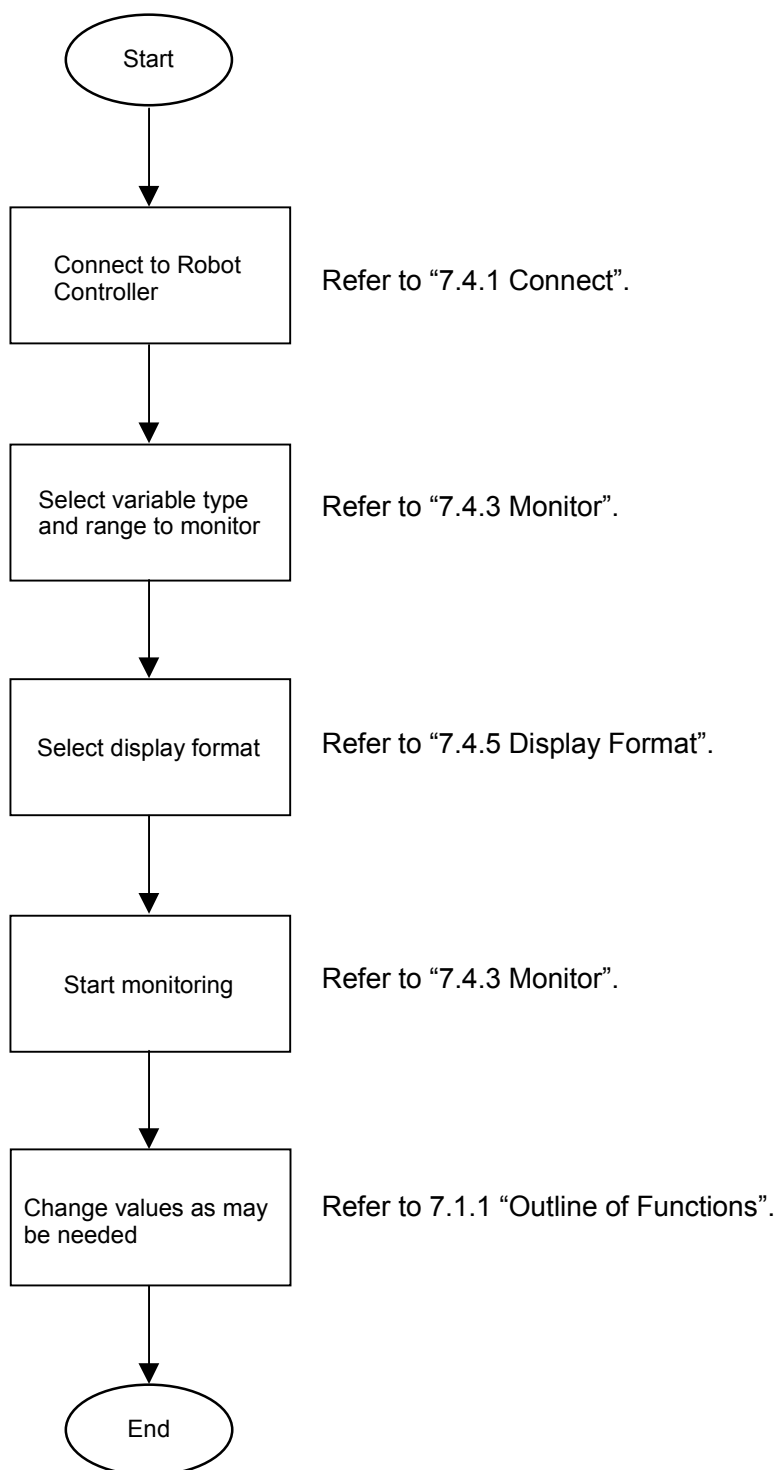 Start
Connect to Robot
Controller
Refer to “7.4.1 Connect”.
Select variable type
and range to monitor
Refer to “7.4.3 Monitor”.
Select display format
Refer to “7.4.5 Display Format”.
Start monitoring
Refer to “7.4.3 Monitor”.
Change values as may
be needed
Refer to 7.1.1 “Outline of Functions”.
End